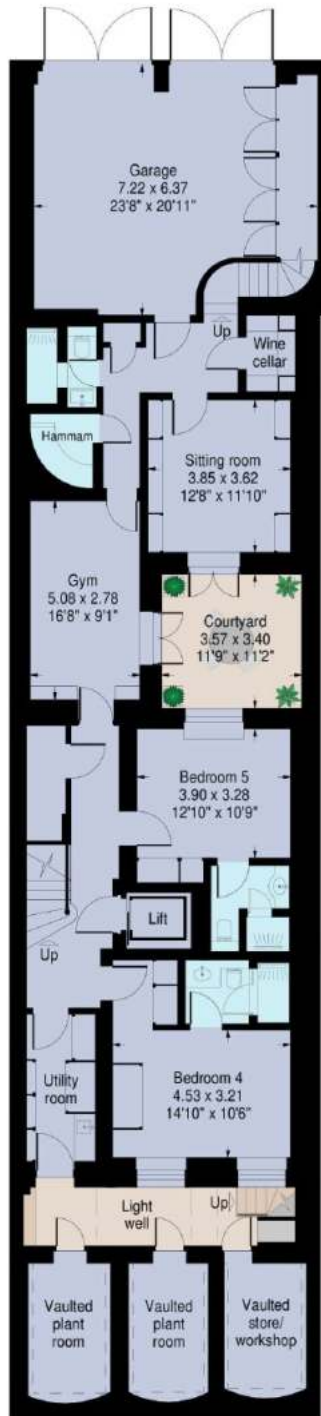 Garage
7.22 x 6.37
23'8" x 20'11"
Up
Wine
cellar
Hammam
Sitting room
3.85 x 3.62
12'8" x 11'10"
Gym
5.08 x 2.78
16'8" x 9'1"
Courtyard
3.57 x 3.40
11'9" x 11'2"
Bedroom 5
3.90 x 3.28
12'10" x 10'9"
Lift
Up
Utility
room
Bedroom 4
4.53 x 3.21
14'10" x 10'6"
Light
well
Up
Vaulted
plant
room
Vaulted
plant
room
Vaulted
store/
workshop